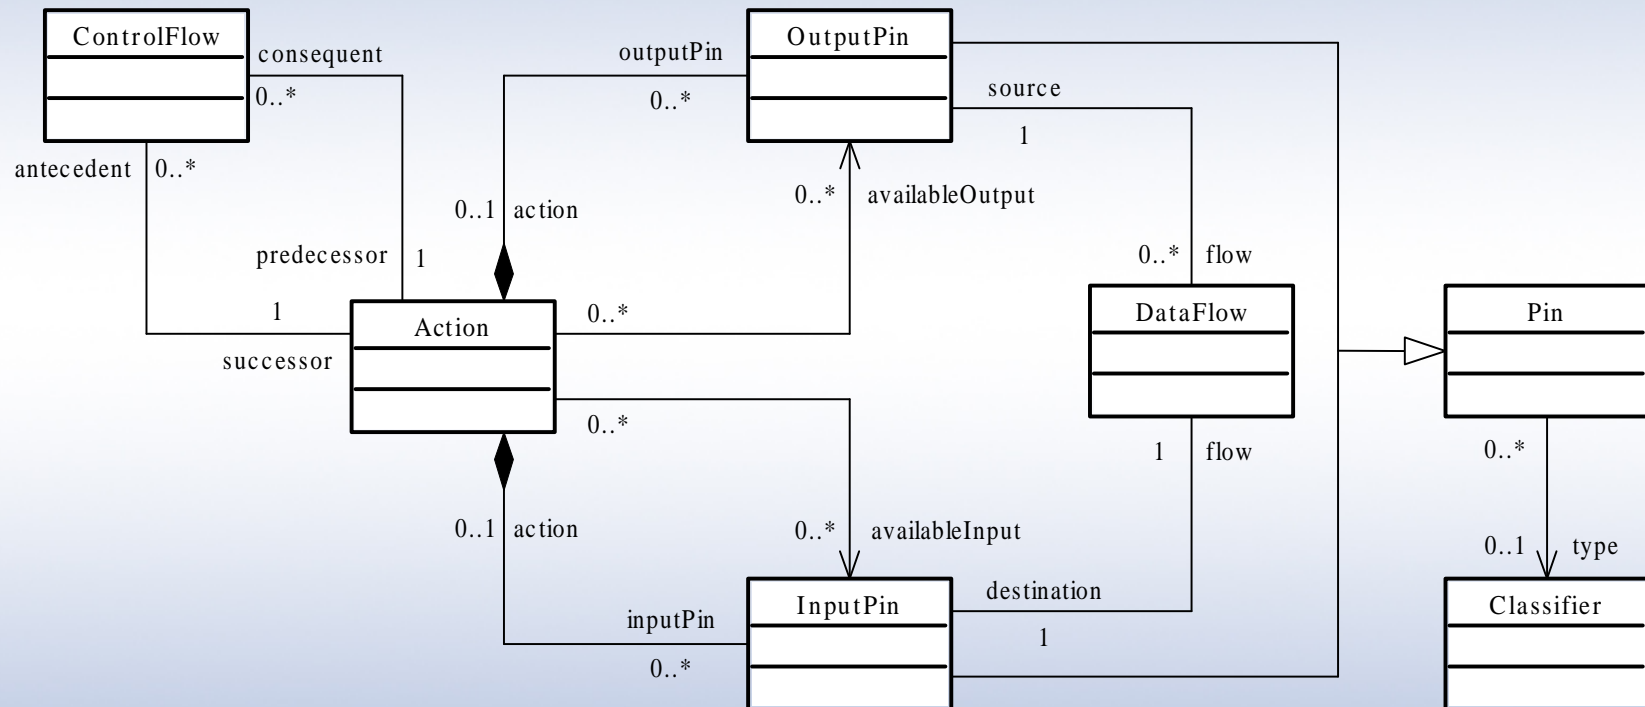 ControlFlow
consequent
0..*
antecedent
0..*
predecessor
1
1
successor
outputPin
0..*
OutputPin
source
1
0..1
action
0..*
availableOutput
0..*
flow
Action
0..*
0..*
DataFlow
Pin
1
flow
0..*
0..1
action
0..*
availableInput
0..1
type
inputPin
0..*
InputPin
destination
1
Classifier